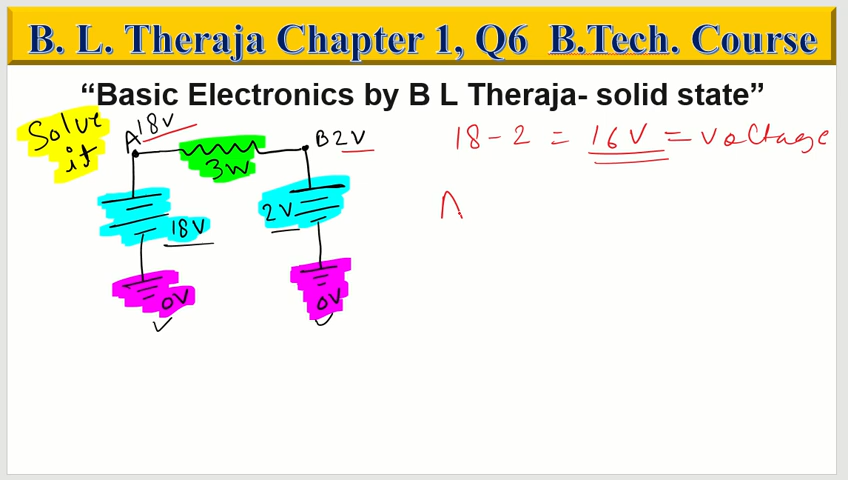 B. L. Theraja Chapter 1, Q6 B.Tech. Course
“Basic Electronics by B L Theraja- solid state”
Solve it
A 18V
3w
B 2V
18V
2V
0V
0V
18 - 2 = 16V = voltage